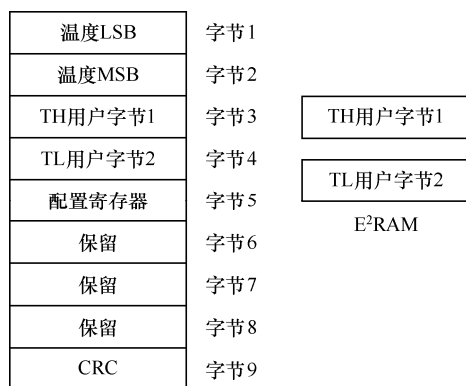 温度LSB 字节1
温度MSB 字节2
TH用户字节1 字节3
TL用户字节2 字节4
配置寄存器 字节5
保留 字节6
保留 字节7
保留 字节8
CRC 字节9
TH用户字节1
TL用户字节2
E²RAM